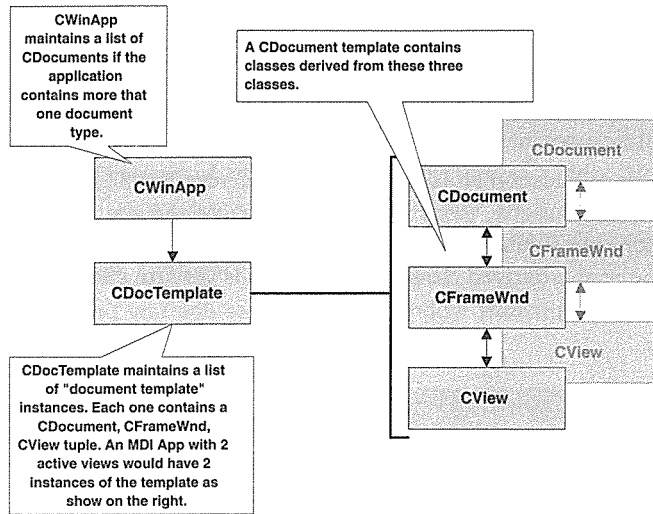 CWinApp
maintains a list of
CDocuments if the
application
contains more that
one document
type.
A CDocument template contains
classes derived from these three
classes.
CDocument
CWinApp
CDocument
CFrameWnd
CDocTemplate
CFrameWnd
CView
CView
CDocTemplate maintains a list
of "document template"
instances. Each one contains a
CDocument, CFrameWnd,
CView tuple. An MDI App with 2
active views would have 2
instances of the template as
show on the right.